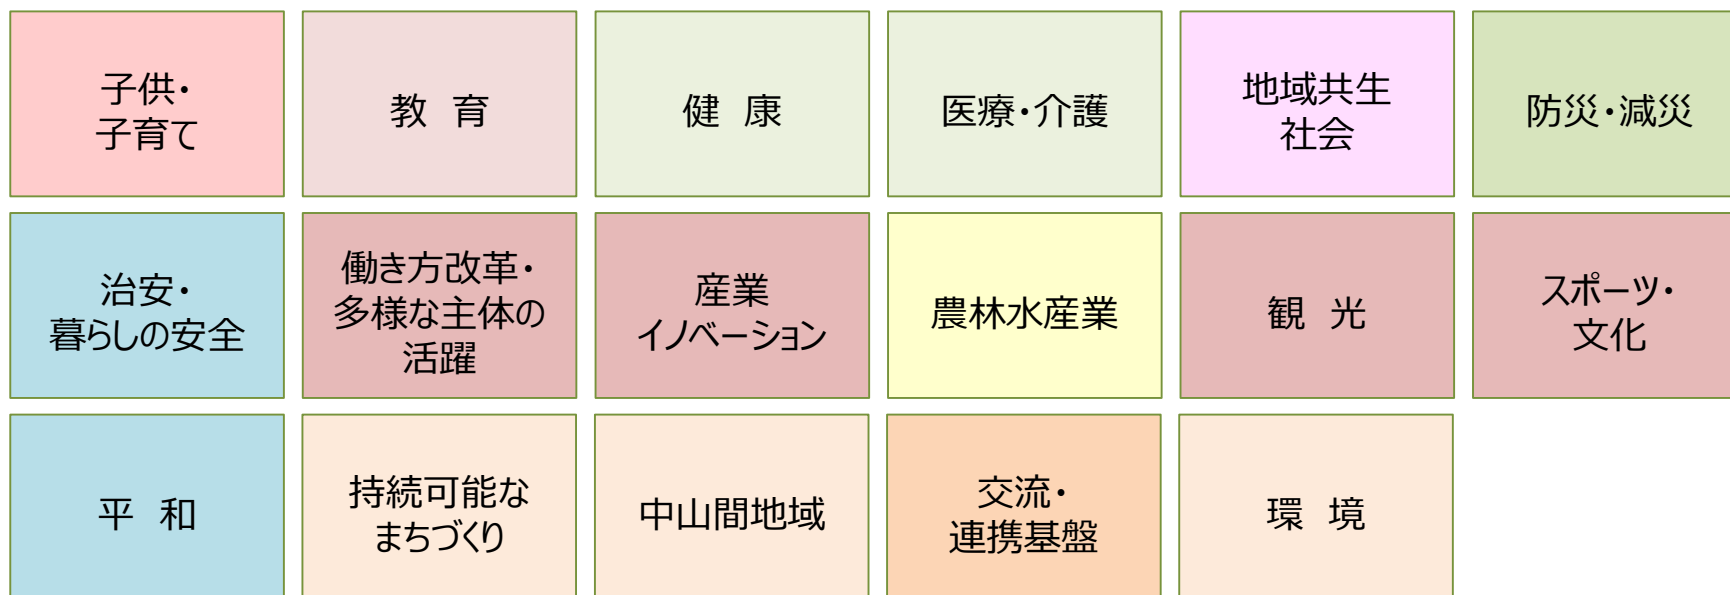 子供・
子育て
教　育
健　康
医療・介護
地域共生
社会
防災・減災
治安・
暮らしの安全
働き方改革・
多様な主体の
活躍
産業
イノベーション
農林水産業
観　光
スポーツ・
文化
平　和
持続可能な
まちづくり
中山間地域
交流・
連携基盤
環　境